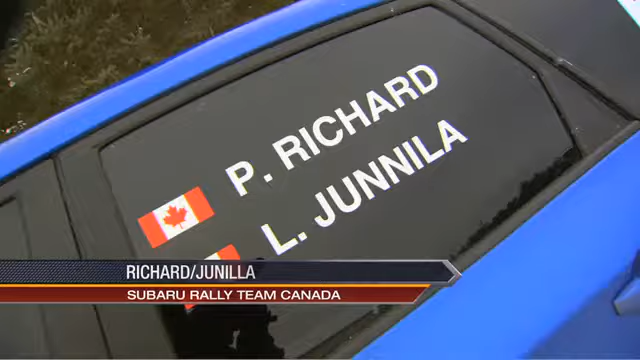 P. RICHARD
L. JUNNILA
RICHARD/JUNILLA
SUBARU RALLY TEAM CANADA